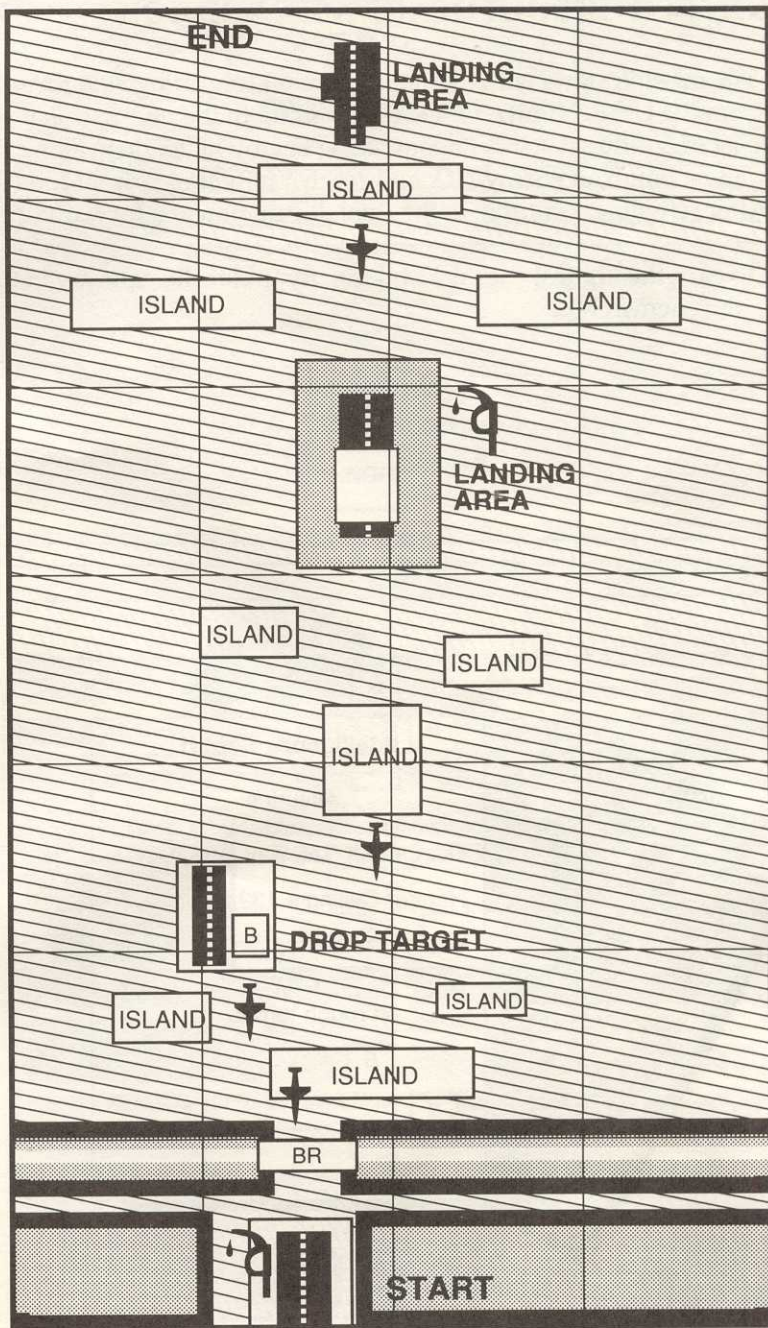 END
LANDING
AREA
ISLAND
ISLAND
ISLAND
LANDING
AREA
ISLAND
ISLAND
ISLAND
B
DROP TARGET
ISLAND
ISLAND
ISLAND
BR
START